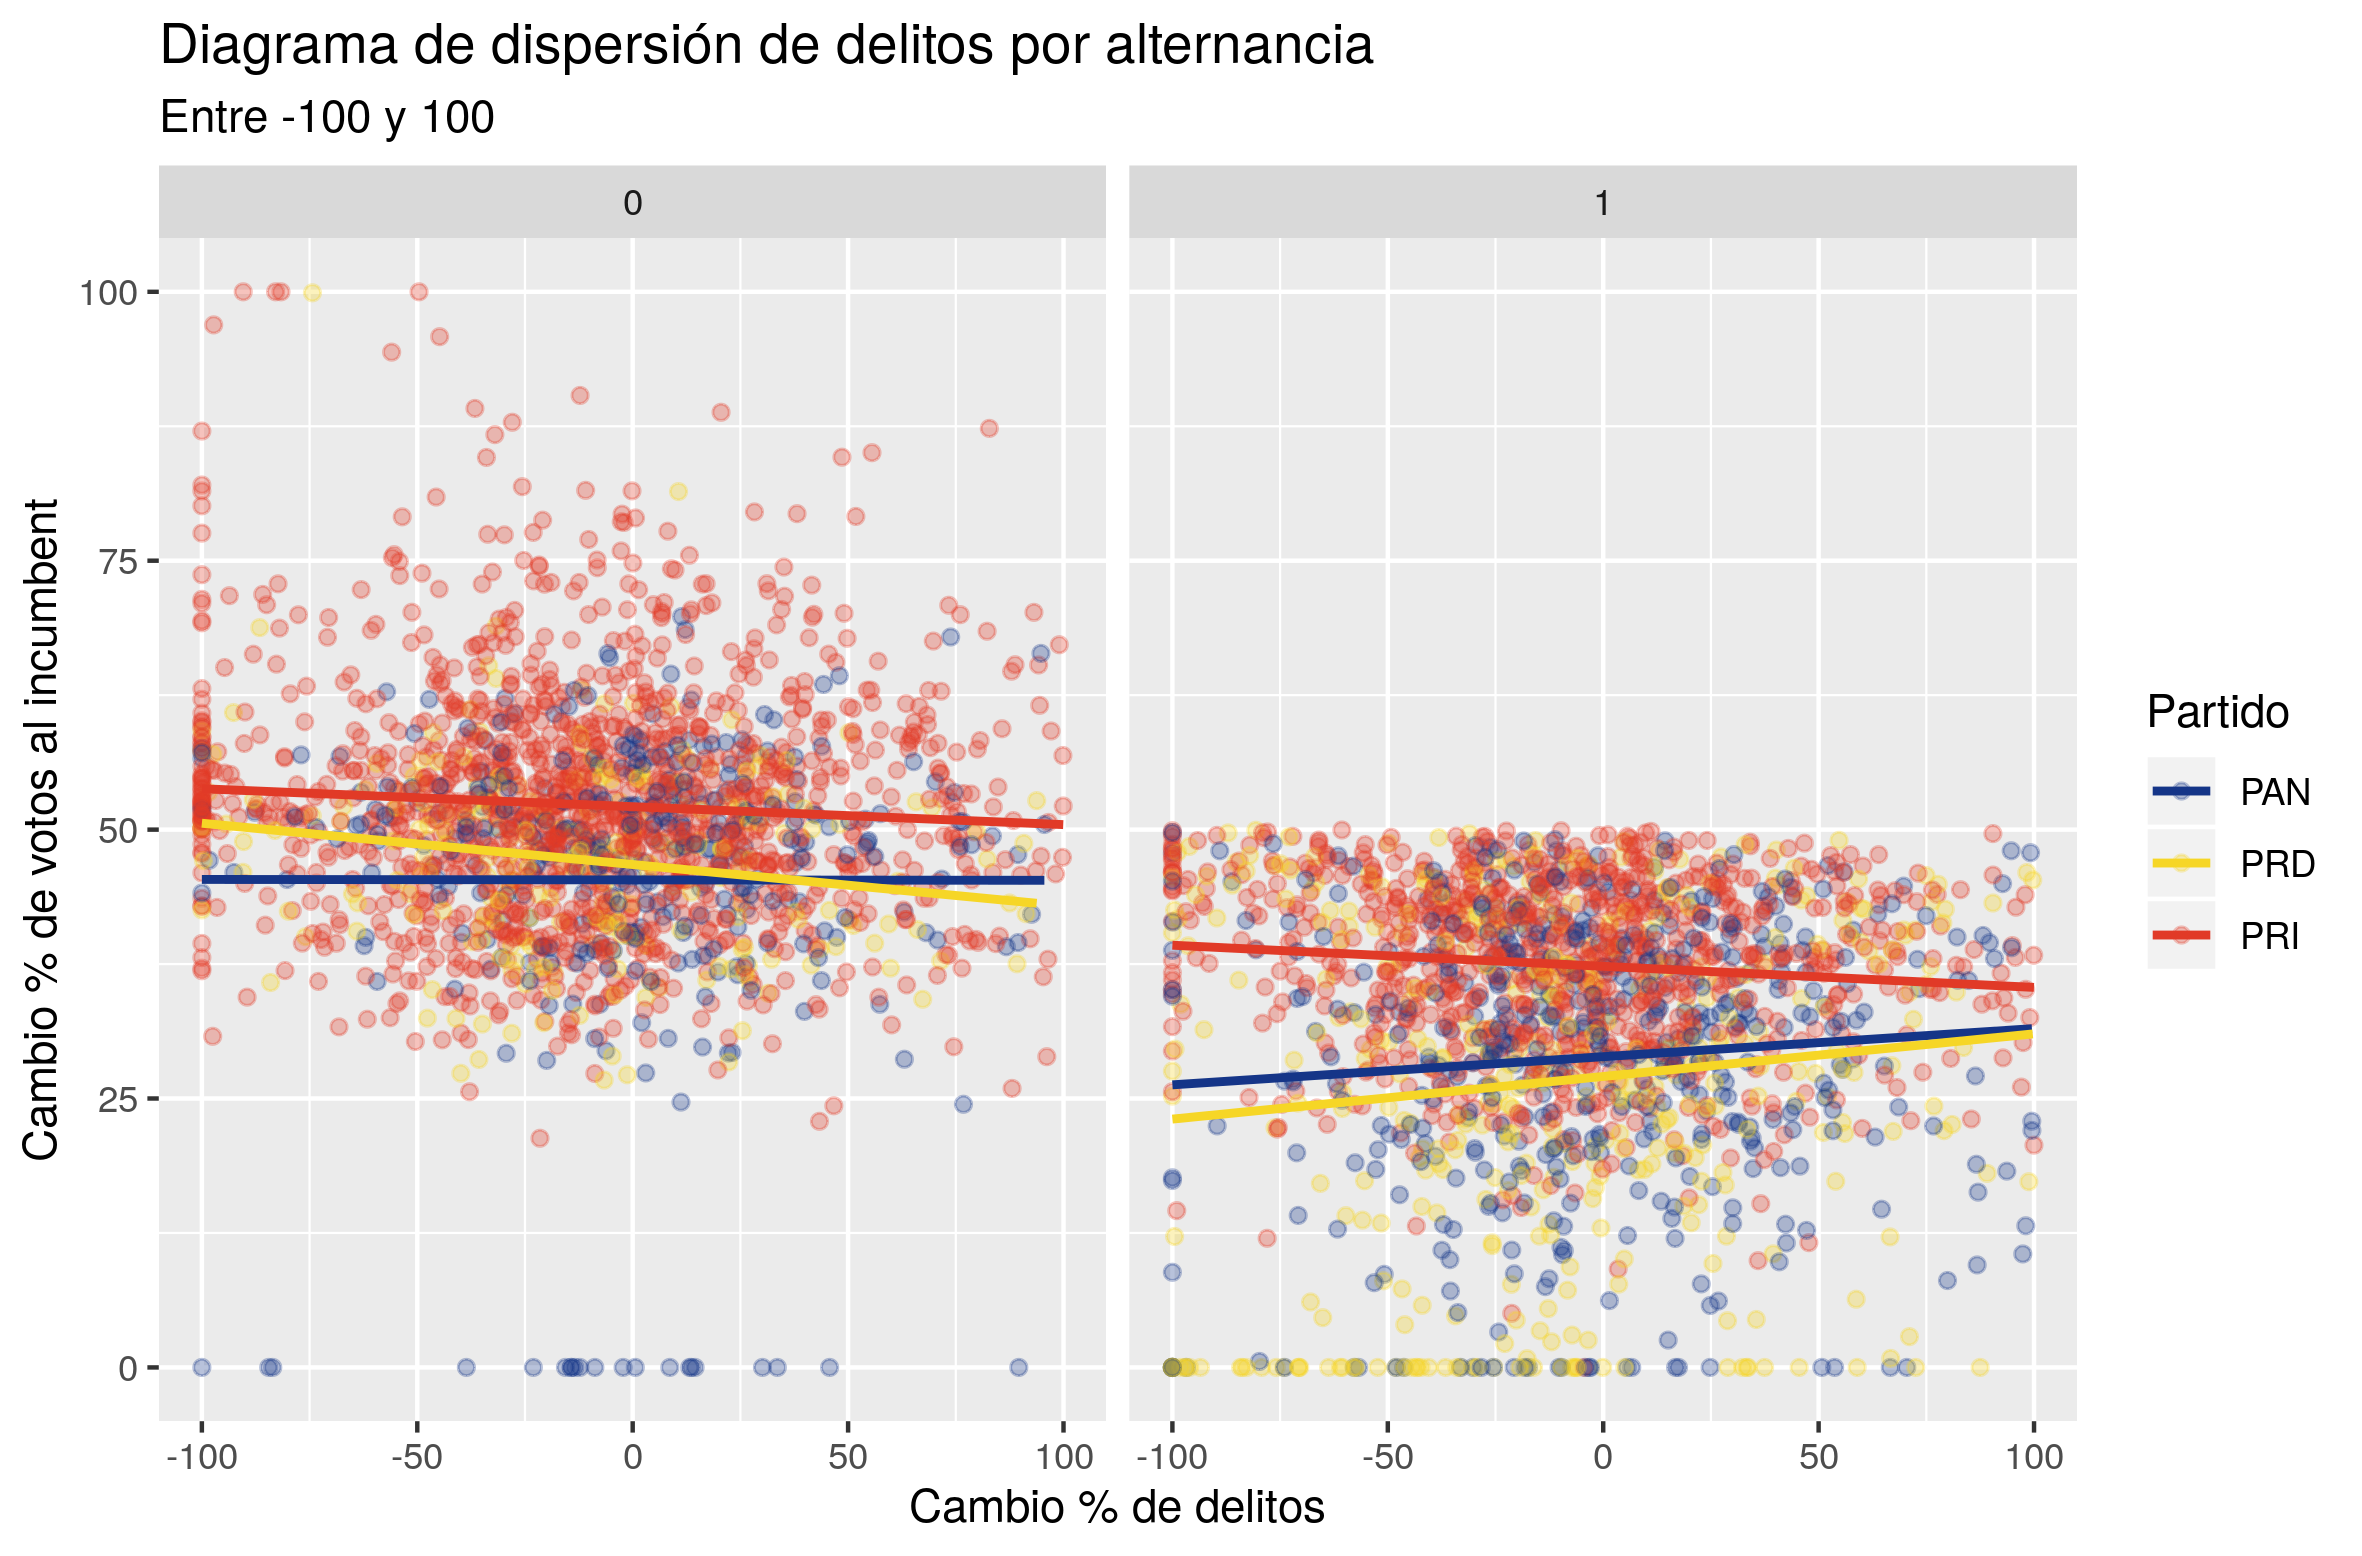 Diagrama de dispersión de delitos por alternancia
Entre -100 y 100
0
1
Cambio % de votos al incumbent
100
75
50
25
0
-100 -50 0 50 100
-100 -50 0 50 100
Cambio % de delitos
Partido
PAN
PRD
PRI